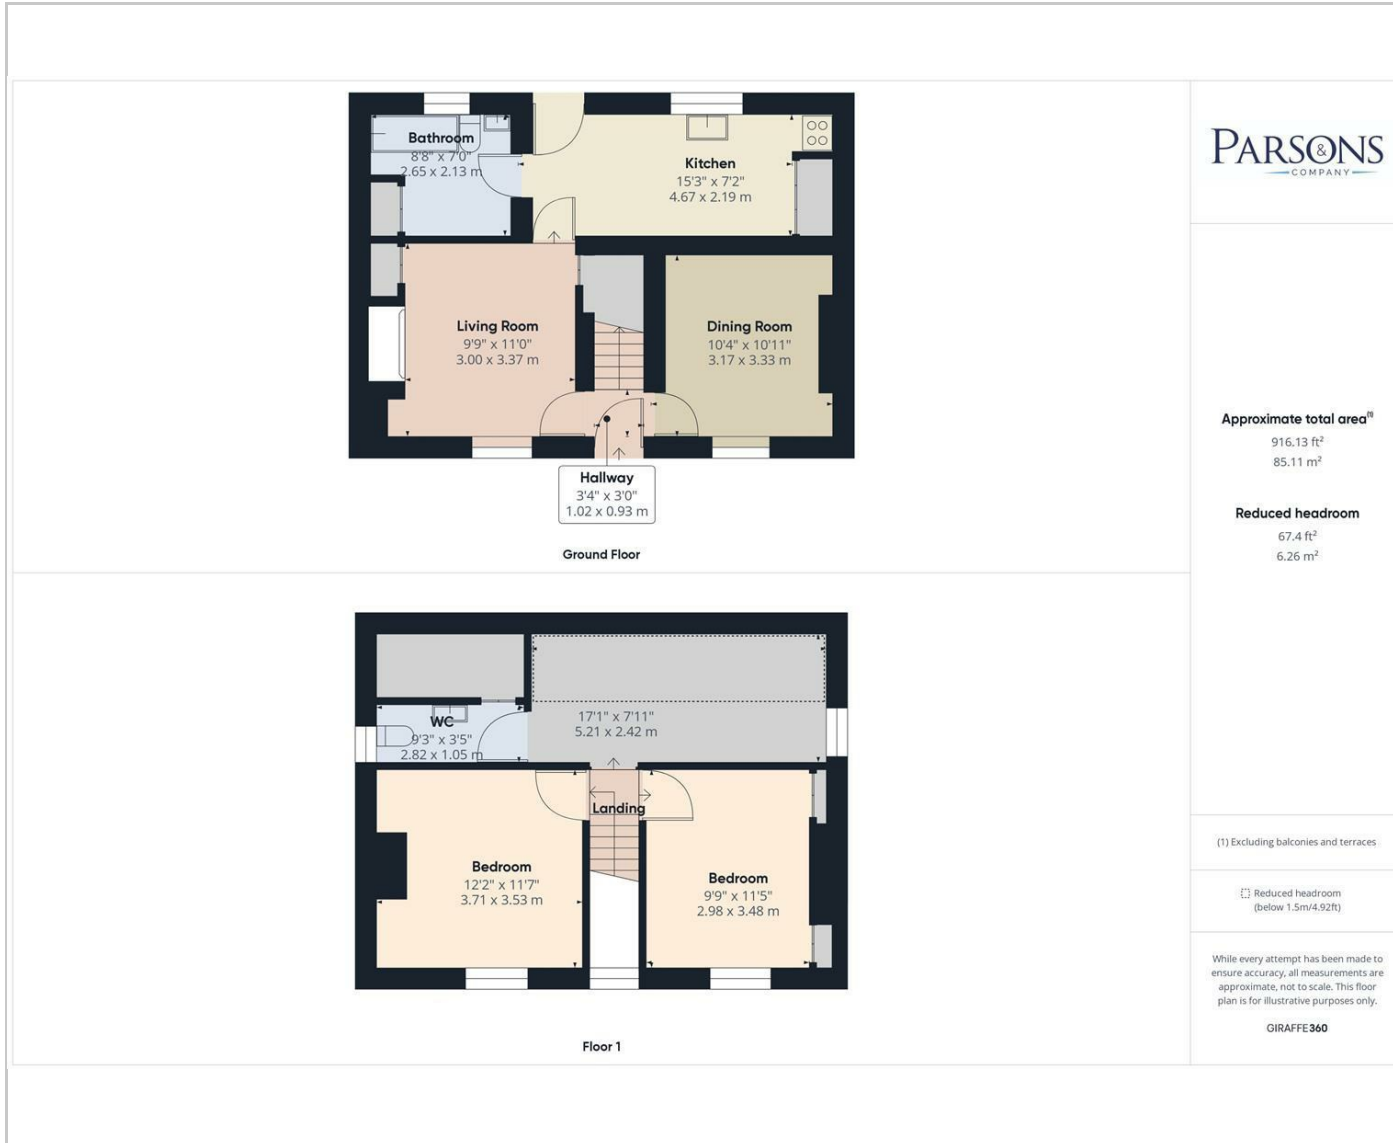 Bathroom
8'8" x 7'0"
2.65 x 2.13 m
Kitchen
15'3" x 7'2"
4.67 x 2.19 m
Living Room
9'9" x 11'0"
3.00 x 3.37 m
Dining Room
10'4" x 10'11"
3.17 x 3.33 m
Hallway
3'4" x 3'0"
1.02 x 0.93 m
Ground Floor
WC
9'3" x 3'5"
2.82 x 1.05 m
17'1" x 7'11"
5.21 x 2.42 m
Landing
Bedroom
12'2" x 11'7"
3.71 x 3.53 m
Bedroom
9'9" x 11'5"
2.98 x 3.48 m
Floor 1
PARSONS &
COMPANY
Approximate total area⁽¹⁾
916.13 ft²
85.11 m²
Reduced headroom
67.4 ft²
6.26 m²
(1) Excluding balconies and terraces
Reduced headroom
(below 1.5m/4.92ft)
While every attempt has been made to
ensure accuracy, all measurements are
approximate, not to scale. This floor
plan is for illustrative purposes only.
GIRAFFE360